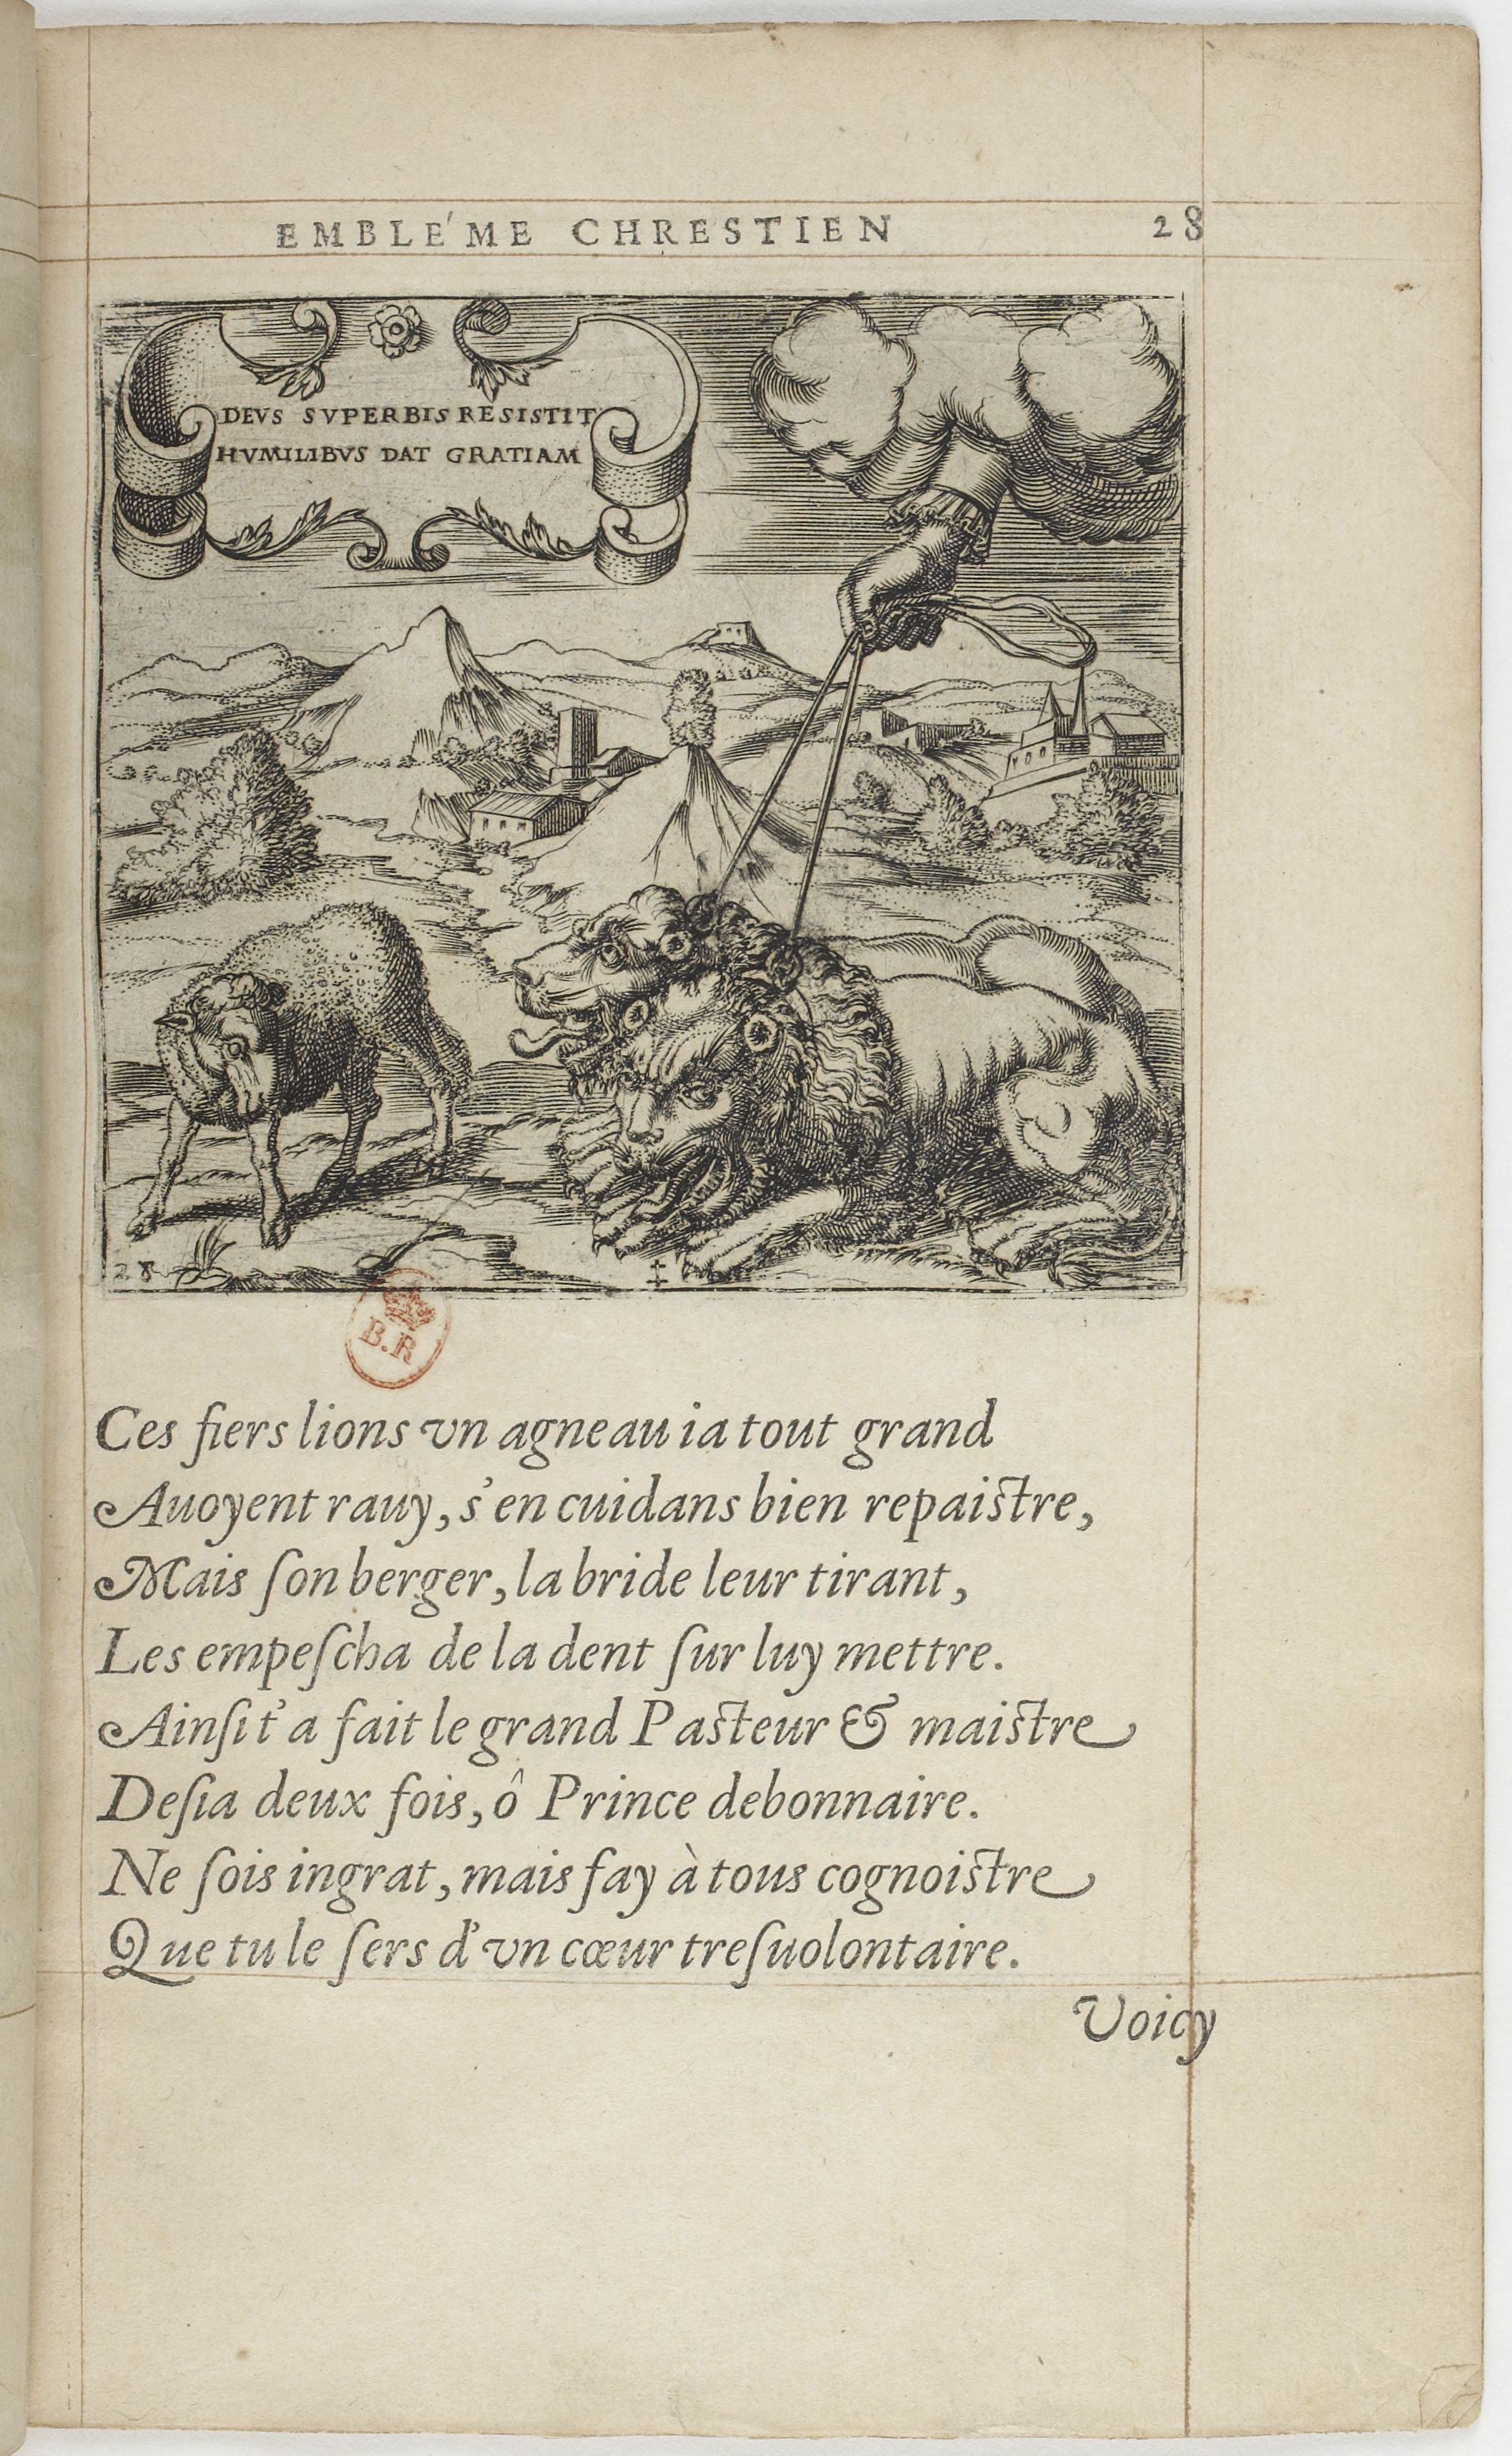 EMBLE'ME CHRESTIEN 28
DEVS SVPERBIS RESISTIT
HVMILIBVS DAT GRATIAM
28
B.R
Ces fiers lions vn agneau ia tout grand
Auoyent rauy, s'en cuidans bien repaistre,
Mais ſon berger, la bride leur tirant,
Les empeſcha de la dent ſur luy mettre.
Ainſi t'a fait le grand Pasteur & maistre
Deſia deux fois, ô Prince debonnaire.
Ne ſois ingrat, mais fay à tous cognoistre
Que tu le ſers d'vn cœur treſuolontaire.
Voicy